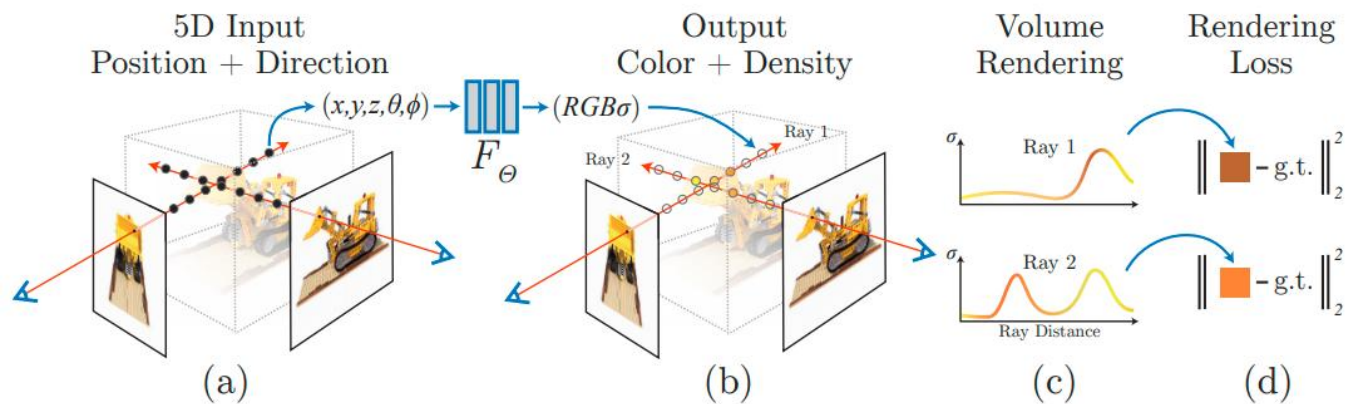 5D Input
Position + Direction
Output
Color + Density
Volume
Rendering
Rendering
Loss
(x,y,z,θ,ϕ)
F_Θ
(RGBσ)
Ray 1
Ray 2
σ
Ray 1
‖ – g.t. ‖²₂
σ
Ray 2
Ray Distance
‖ – g.t. ‖²₂
(a)
(b)
(c)
(d)